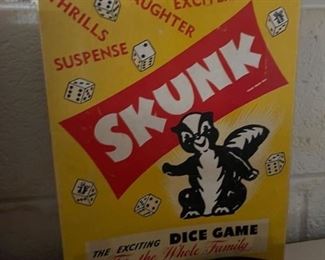 THRILLS
LAUGHTER
SUSPENSE
SKUNK
THE EXCITING DICE GAME
For the Whole Family